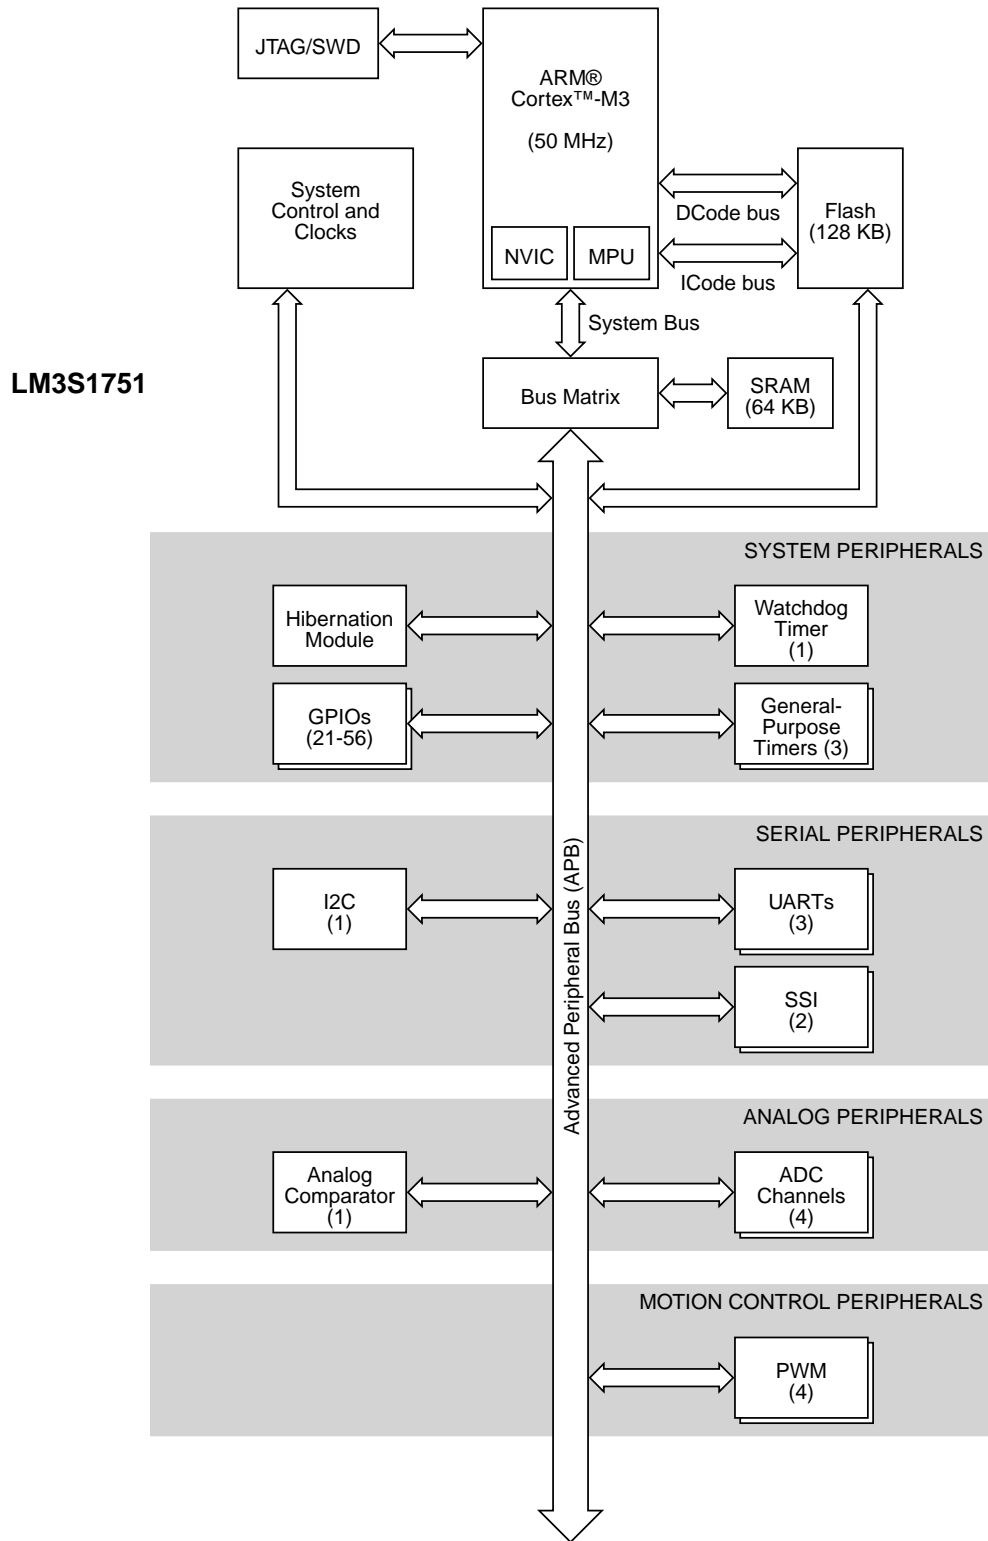 JTAG/SWD
ARM®
Cortex™-M3
(50 MHz)
System
Control and
Clocks
NVIC
MPU
DCode bus
ICode bus
Flash
(128 KB)
System Bus
LM3S1751
Bus Matrix
SRAM
(64 KB)
SYSTEM PERIPHERALS
Hibernation
Module
Watchdog
Timer
(1)
GPIOs
(21-56)
General-
Purpose
Timers (3)
Advanced Peripheral Bus (APB)
SERIAL PERIPHERALS
I2C
(1)
UARTs
(3)
SSI
(2)
ANALOG PERIPHERALS
Analog
Comparator
(1)
ADC
Channels
(4)
MOTION CONTROL PERIPHERALS
PWM
(4)